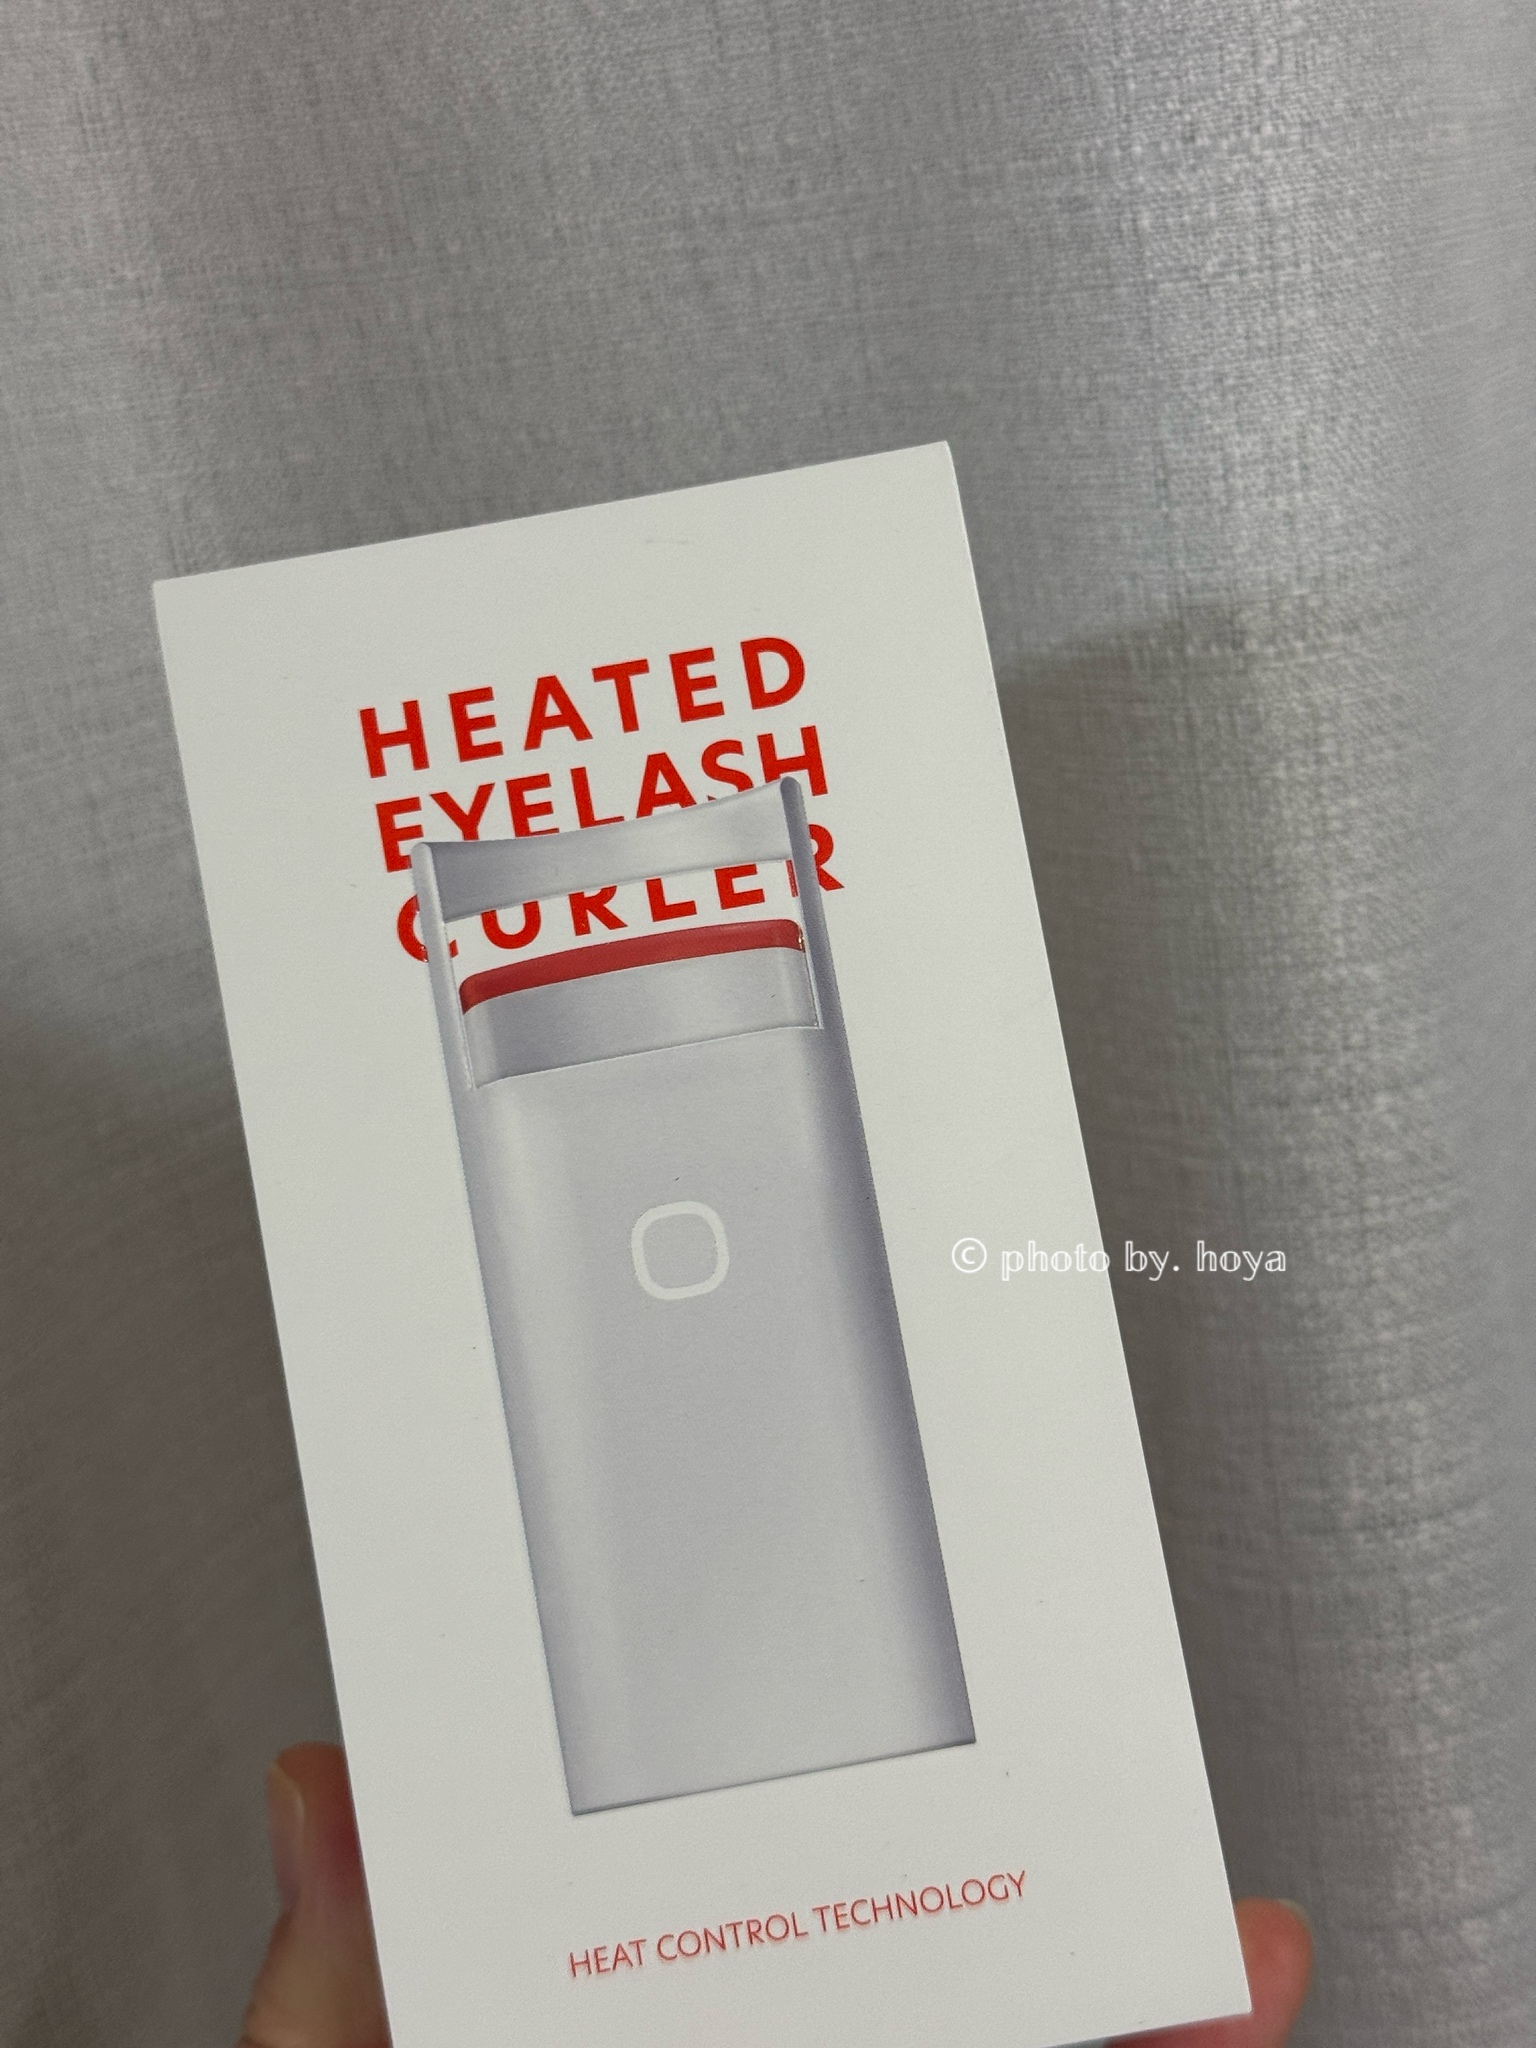 HEATED
EYELASH
CURLER
© photo by. hoya
HEAT CONTROL TECHNOLOGY